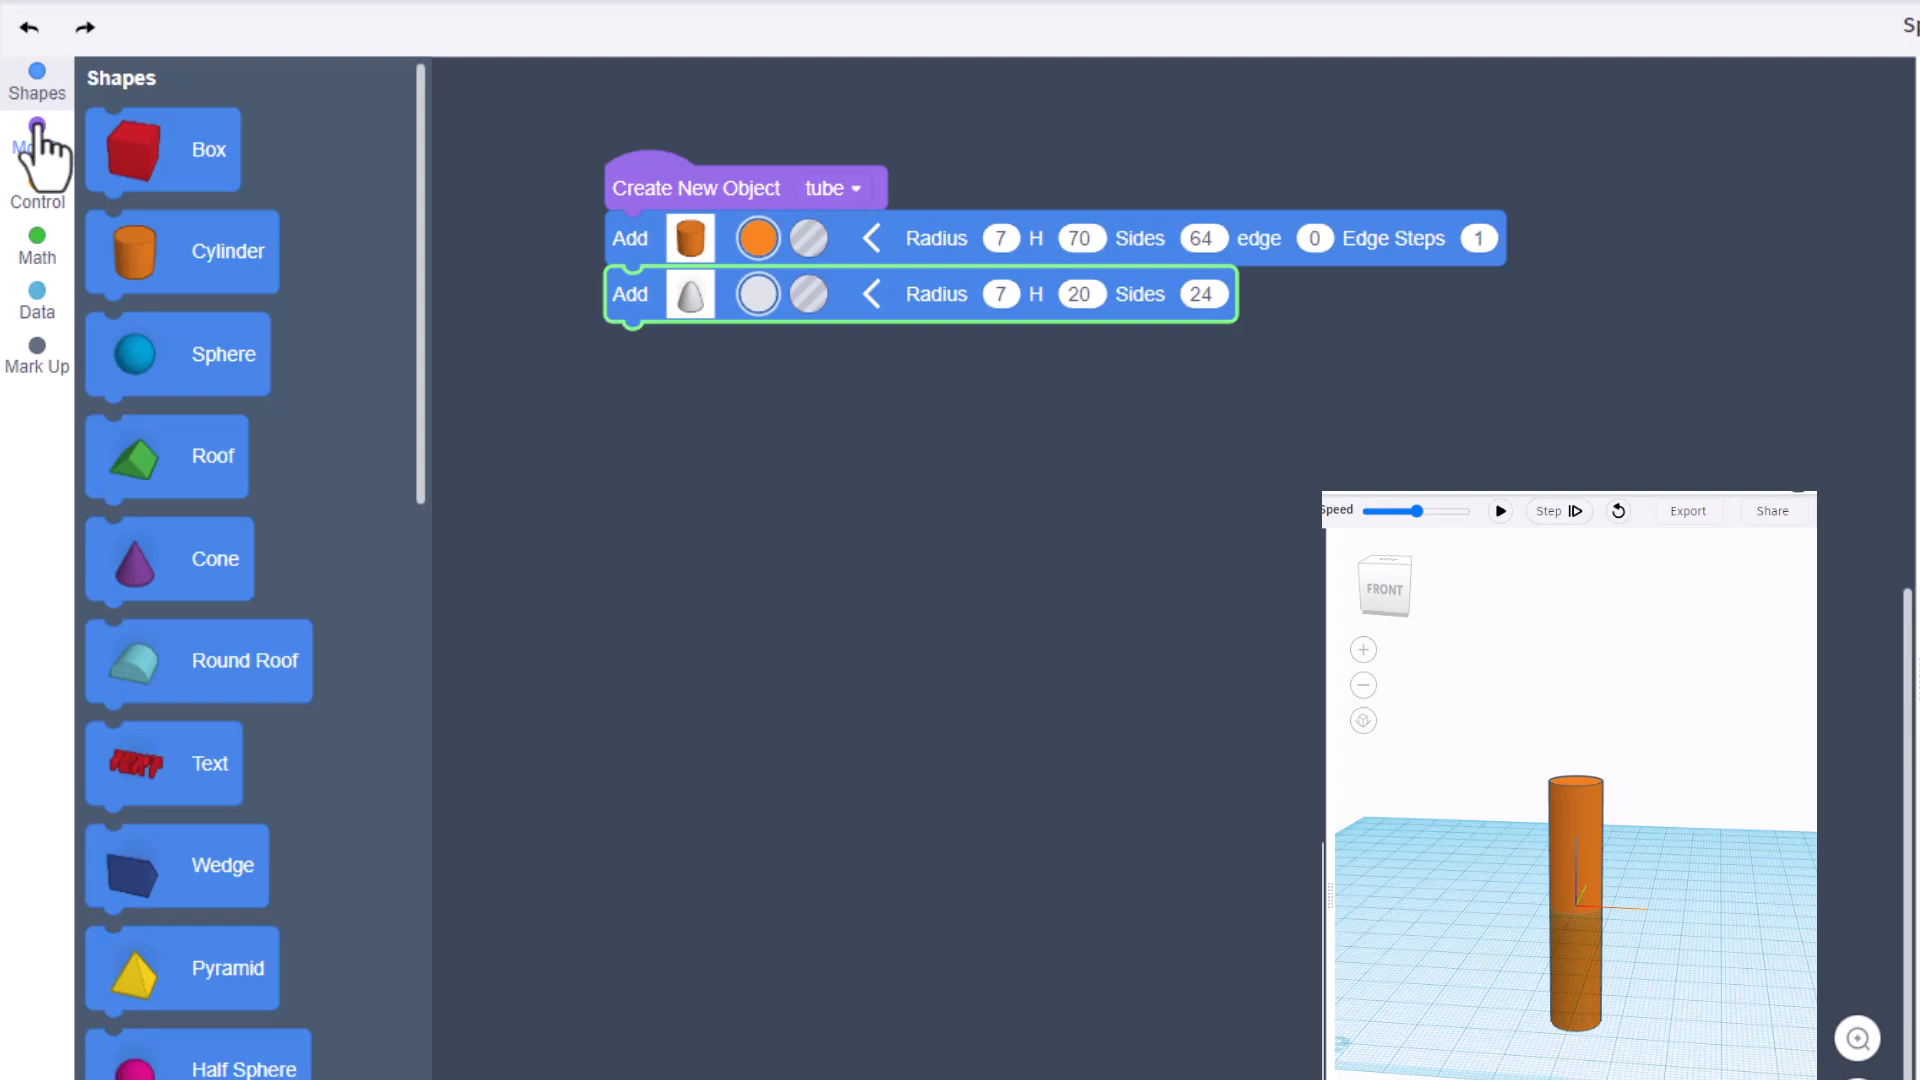 Sp
Shapes
Control
Math
Data
Mark Up
Shapes
Box
Cylinder
Sphere
Roof
Cone
Round Roof
Text
Wedge
Pyramid
Half Sphere
Create New Object tube
Add Radius 7 H 70 Sides 64 edge 0 Edge Steps 1
Add Radius 7 H 20 Sides 24
Speed Step Export Share
FRONT